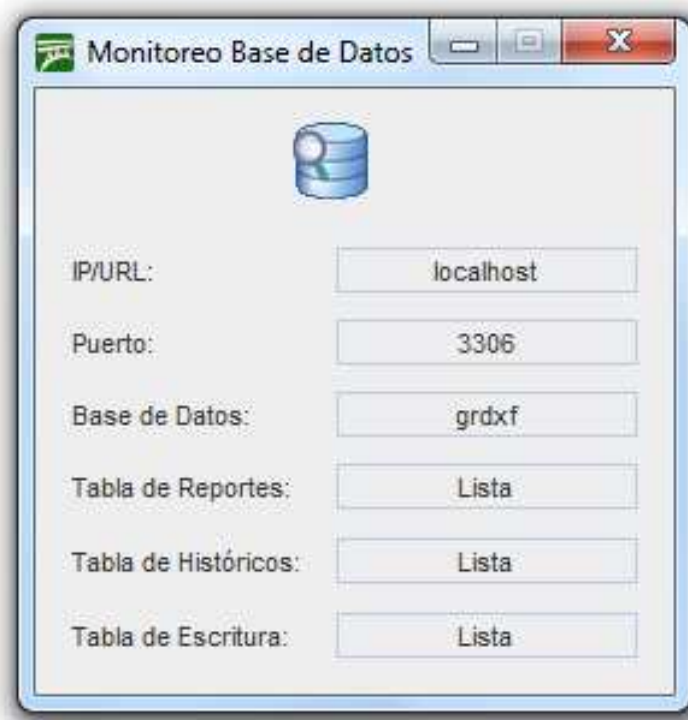 Monitoreo Base de Datos
IP/URL: localhost
Puerto: 3306
Base de Datos: grdxf
Tabla de Reportes: Lista
Tabla de Históricos: Lista
Tabla de Escritura: Lista